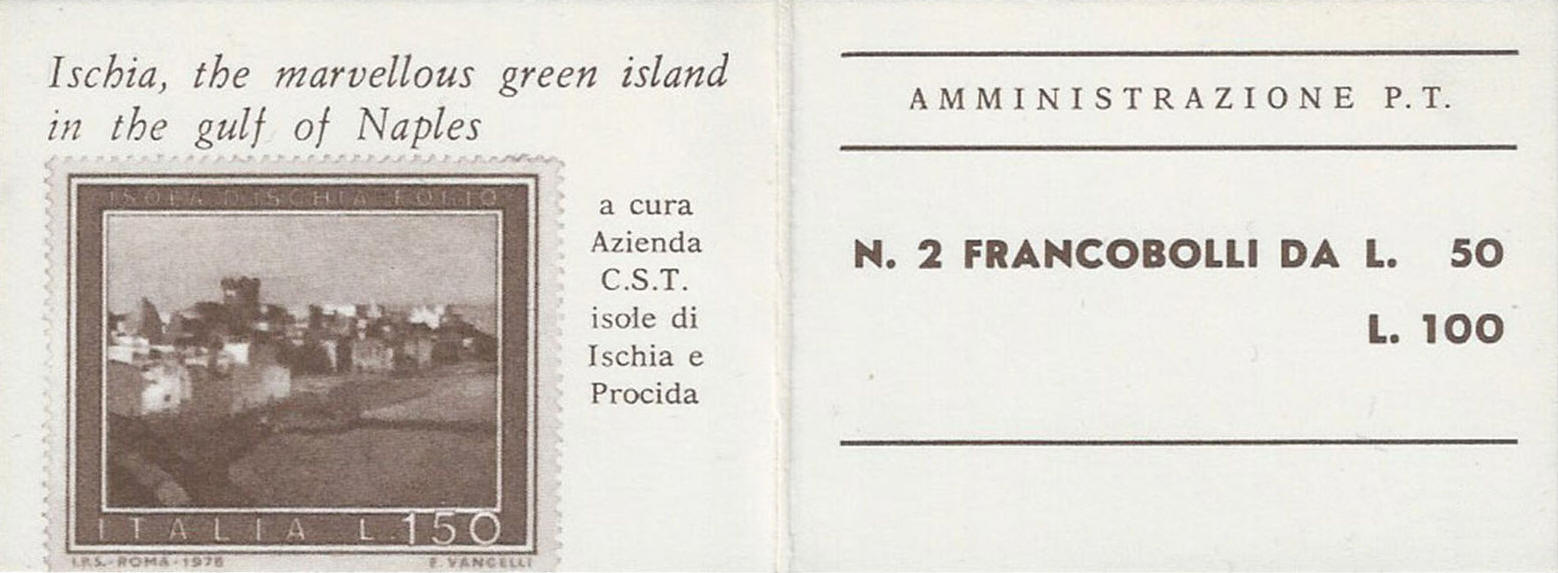 Ischia, the marvellous green island
in the gulf of Naples
ISOLA D'ISCHIA FORIO
ITALIA L.150
I.P.S.-ROMA-1976
E. VANGELLI
a cura
Azienda
C.S.T.
isole di
Ischia e
Procida
AMMINISTRAZIONE P.T.
N. 2 FRANCOBOLLI DA L. 50
L. 100